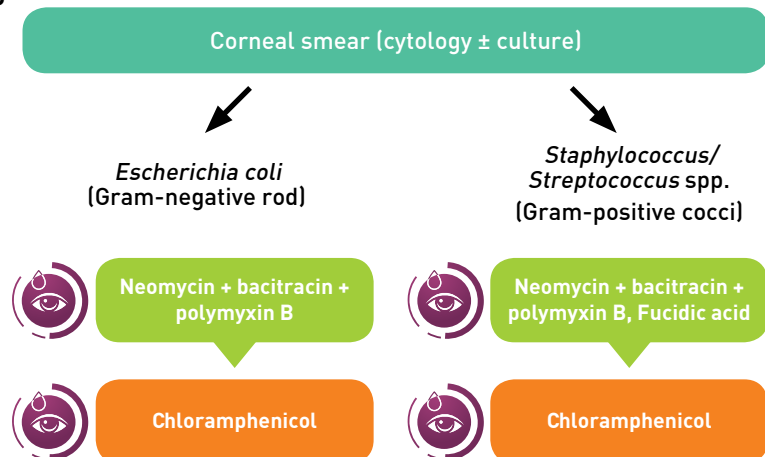 Corneal smear (cytology ± culture)
Escherichia coli
(Gram-negative rod)
Staphylococcus/
Streptococcus spp.
(Gram-positive cocci)
Neomycin + bacitracin +
polymyxin B
Neomycin + bacitracin +
polymyxin B, Fucidic acid
Chloramphenicol
Chloramphenicol